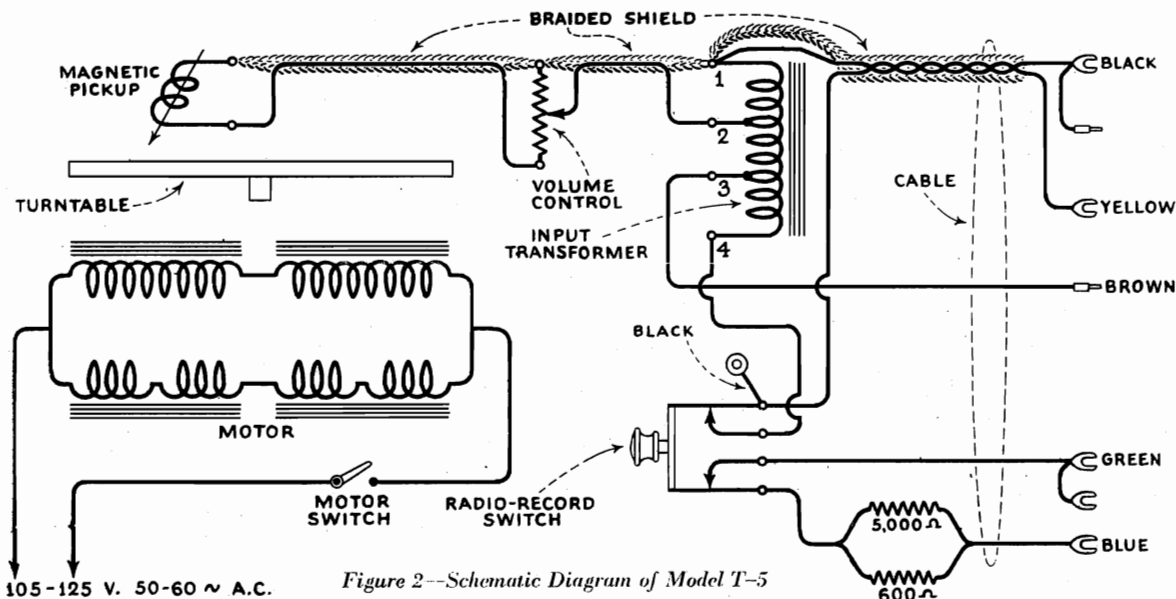 BRAIDED SHIELD
MAGNETIC
PICKUP
1
BLACK
2
TURNTABLE
VOLUME
CONTROL
3
CABLE
YELLOW
INPUT
TRANSFORMER
4
BROWN
BLACK
MOTOR
GREEN
MOTOR
SWITCH
RADIO-RECORD
SWITCH
5,000 Ω
BLUE
600 Ω
105-125 V. 50-60 ~ A.C.
Figure 2--Schematic Diagram of Model T-5